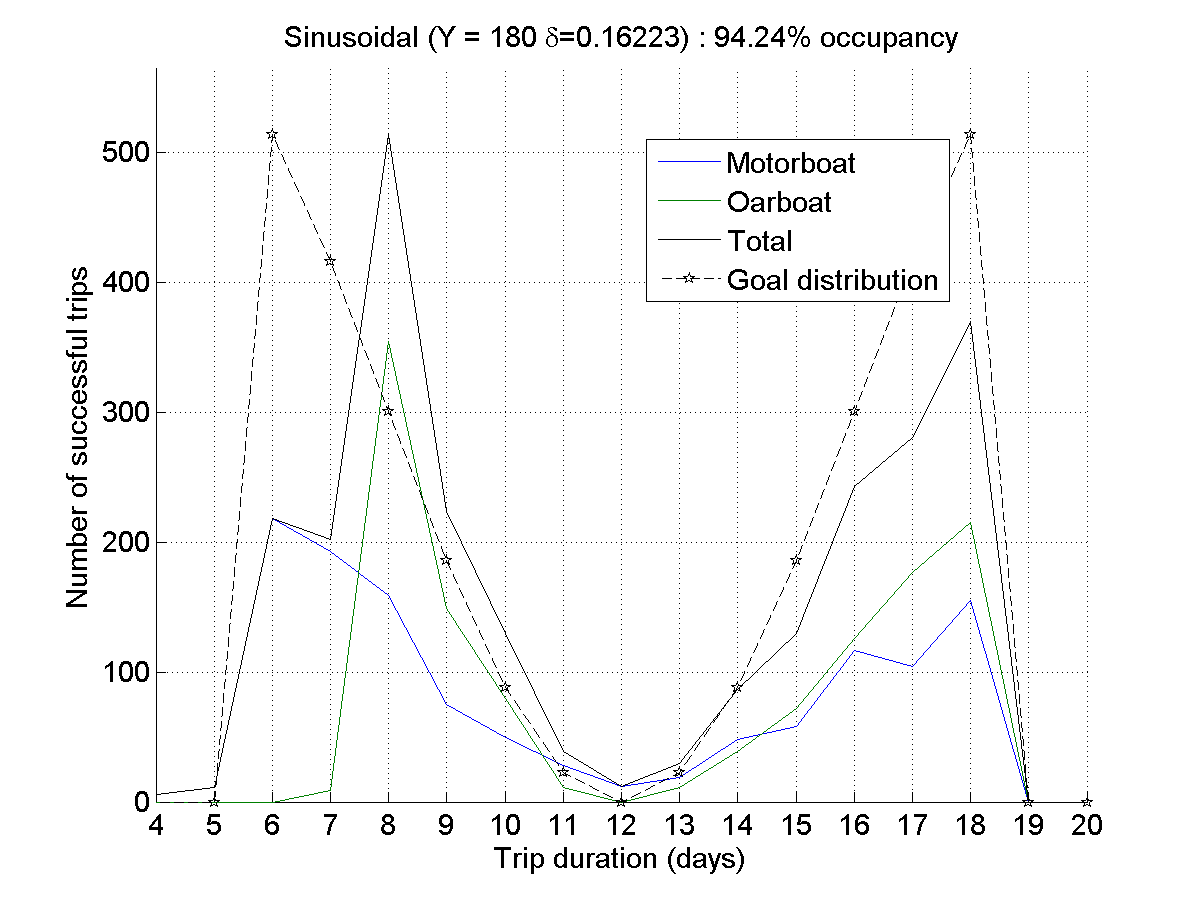 Sinusoidal (Y = 180 δ=0.16223) : 94.24% occupancy
500
400
300
200
100
0
Number of successful trips
Motorboat
Oarboat
Total
Goal distribution
4 5 6 7 8 9 10 11 12 13 14 15 16 17 18 19 20
Trip duration (days)